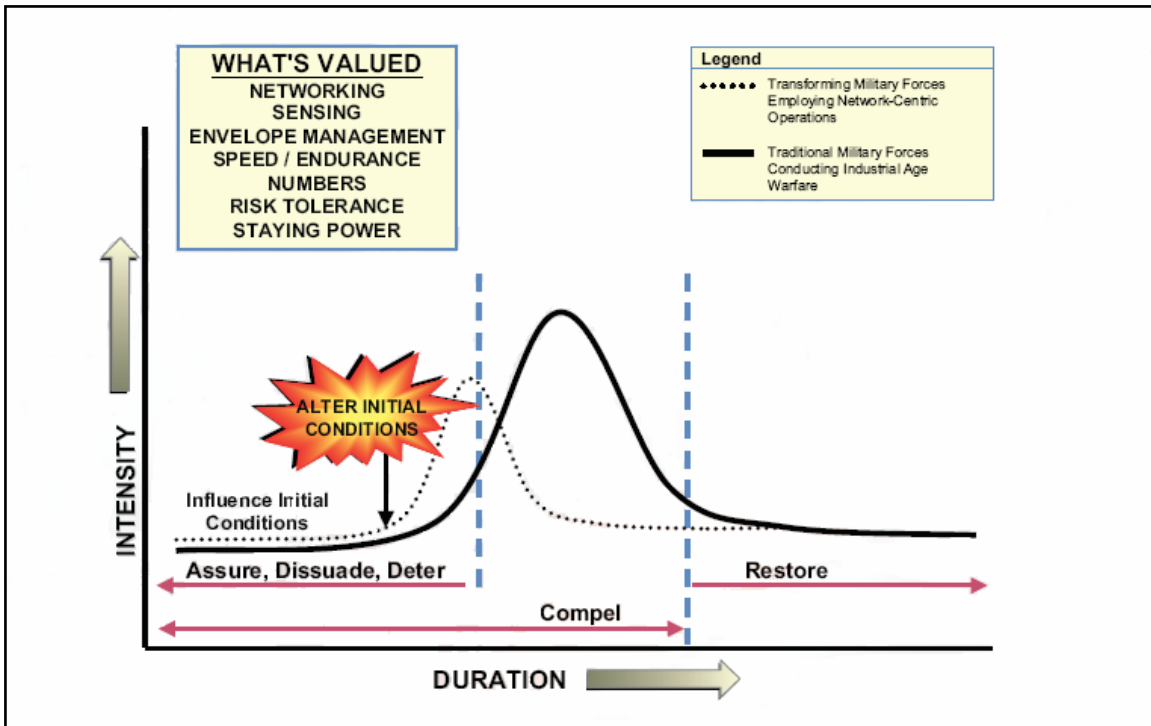 WHAT'S VALUED
NETWORKING
SENSING
ENVELOPE MANAGEMENT
SPEED / ENDURANCE
NUMBERS
RISK TOLERANCE
STAYING POWER
Legend
Transforming Military Forces
Employing Network-Centric
Operations
Traditional Military Forces
Conducting Industrial Age
Warfare
INTENSITY
ALTER INITIAL
CONDITIONS
Influence Initial
Conditions
Assure, Dissuade, Deter
Restore
Compel
DURATION